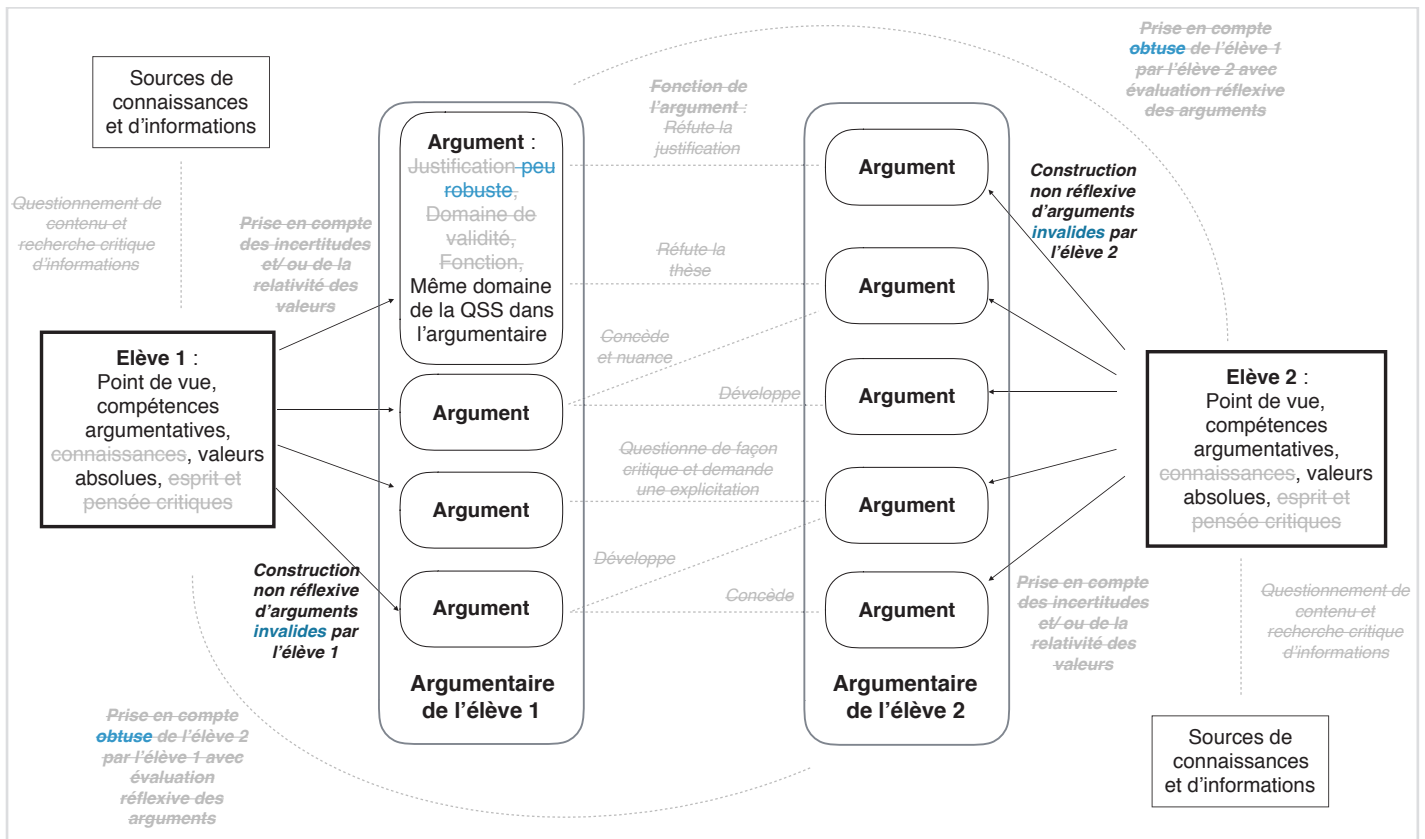 Sources de
connaissances
et d'informations
Questionnement de
contenu et
recherche critique
d'informations
Prise en compte
des incertitudes
et/ ou de la
relativité des
valeurs
Elève 1 :
Point de vue,
compétences
argumentatives,
connaissances, valeurs
absolues, esprit et
pensée critiques
Construction
non réflexive
d'arguments
invalides par
l'élève 1
Prise en compte
obtuse de l'élève 2
par l'élève 1 avec
évaluation
réflexive des
arguments
Argument :
Justification peu
robuste,
Domaine de
validité,
Fonction,
Même domaine
de la QSS dans
l'argumentaire
Argument
Argument
Argument
Argumentaire
de l'élève 1
Fonction de
l'argument :
Réfute la
justification
Réfute la
thèse
Concède
et nuance
Développe
Questionne de façon
critique et demande
une explicitation
Développe
Concède
Argument
Argument
Argument
Argument
Argument
Argumentaire
de l'élève 2
Prise en compte
obtuse de l'élève 1
par l'élève 2 avec
évaluation réflexive
des arguments
Construction
non réflexive
d'arguments
invalides par
l'élève 2
Elève 2 :
Point de vue,
compétences
argumentatives,
connaissances, valeurs
absolues, esprit et
pensée critiques
Prise en compte
des incertitudes
et/ ou de la
relativité des
valeurs
Questionnement de
contenu et
recherche critique
d'informations
Sources de
connaissances
et d'informations